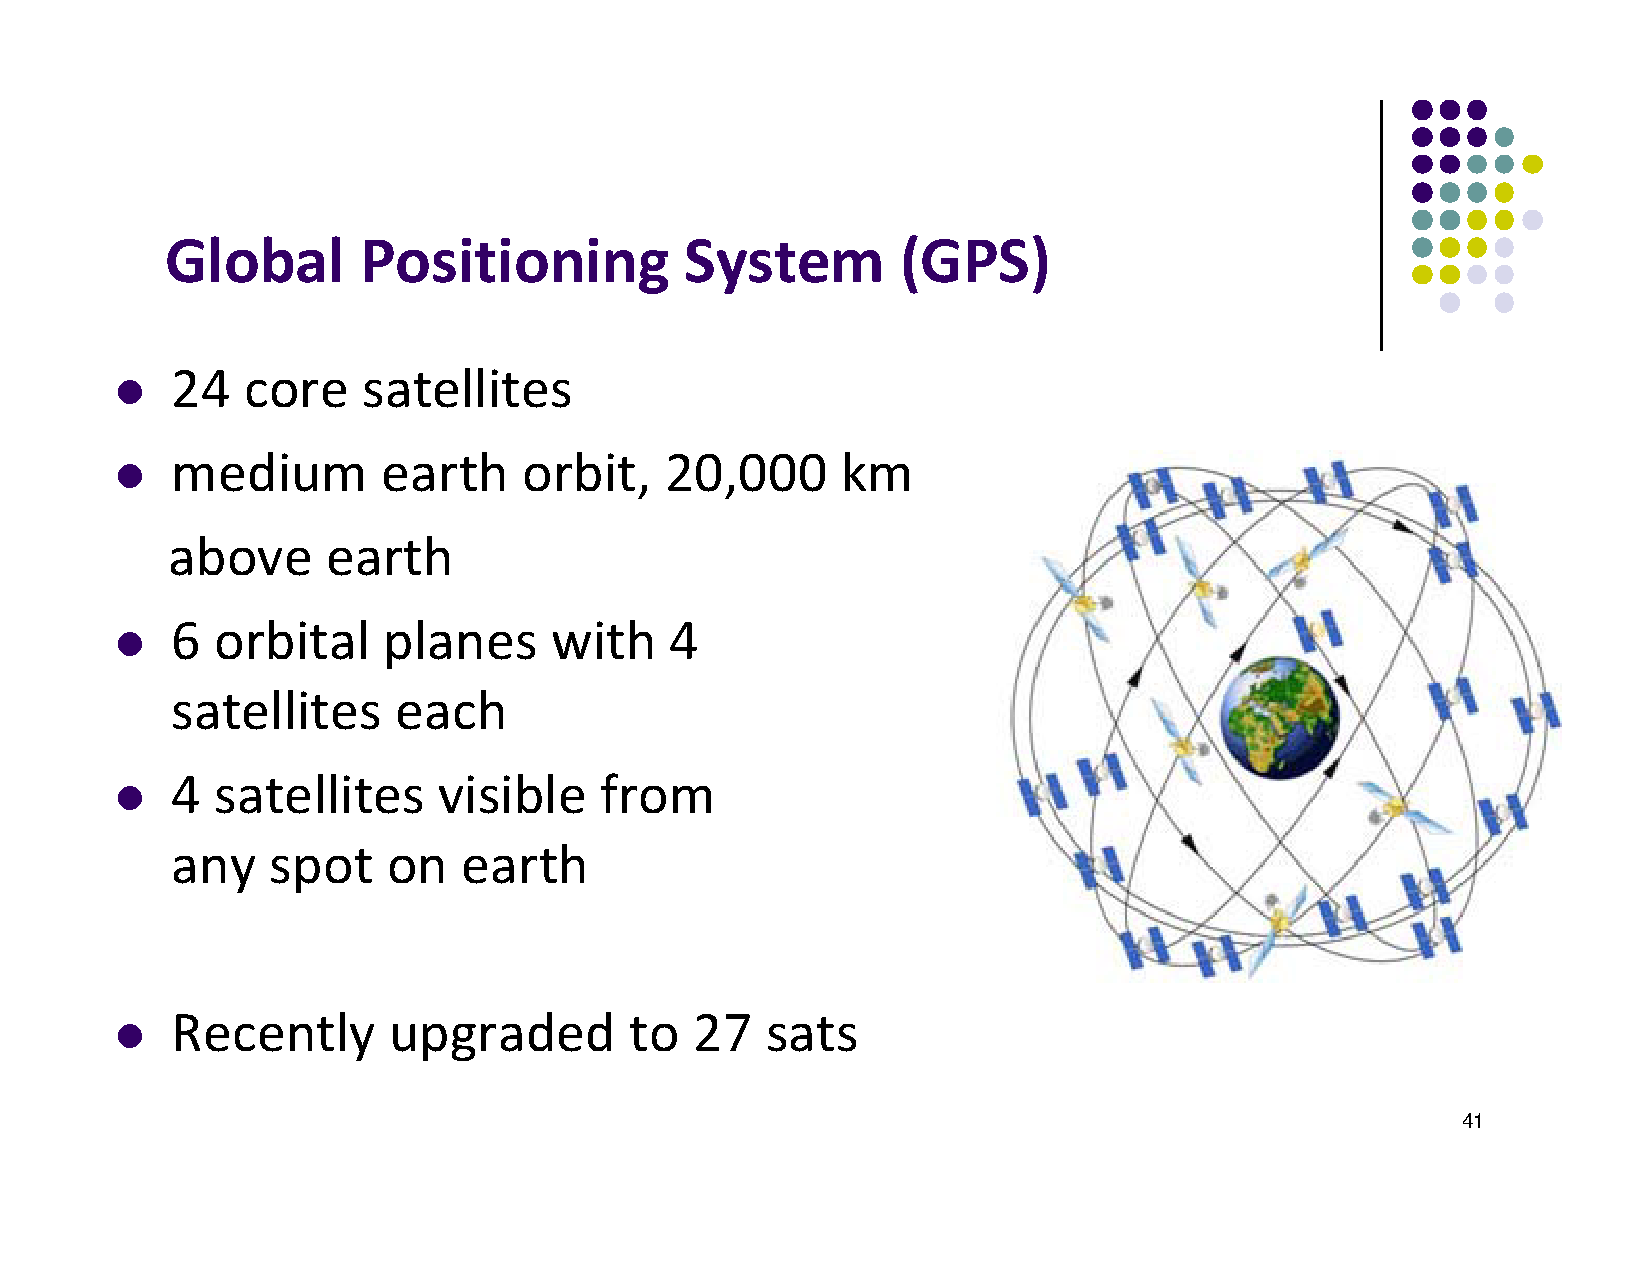 Global Positioning System (GPS)
● 24 core satellites
● medium earth orbit, 20,000 km
above earth
● 6 orbital planes with 4
satellites each
● 4 satellites visible from
any spot on earth
● Recently upgraded to 27 sats
41